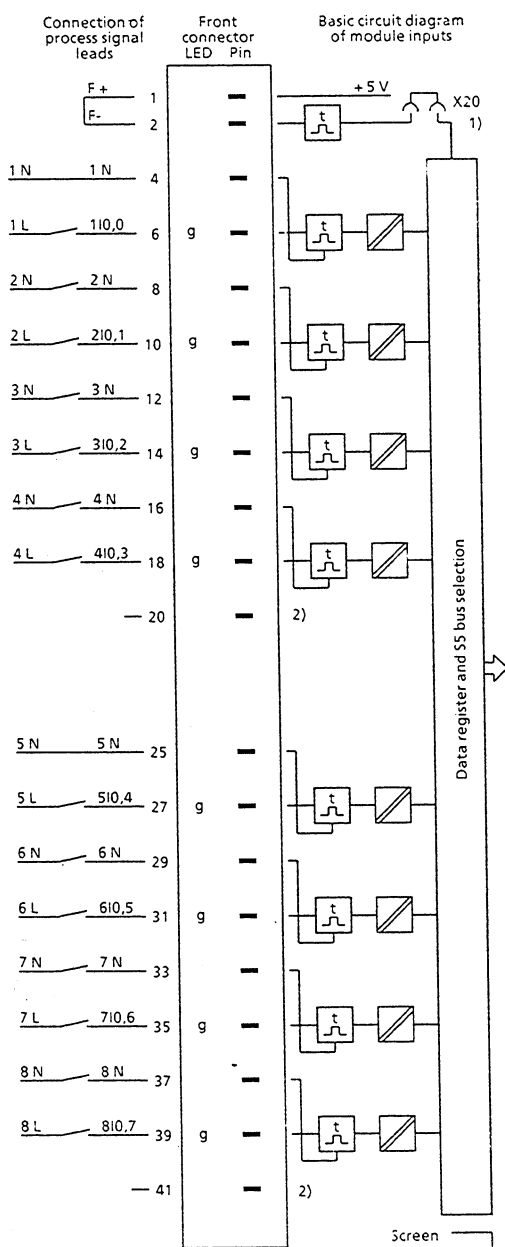 Connection of process signal leads
Front connector
LED Pin
Basic circuit diagram of module inputs
F + 1 + 5 V X20
F- 2 t 1)
1 N 1 N 4
1 L 1I0,0 6 g t
2 N 2 N 8
2 L 2I0,1 10 g t
3 N 3 N 12
3 L 3I0,2 14 g t
4 N 4 N 16
4 L 4I0,3 18 g t
20 2)
5 N 5 N 25
5 L 5I0,4 27 g t
6 N 6 N 29
6 L 6I0,5 31 g t
7 N 7 N 33
7 L 7I0,6 35 g t
8 N 8 N 37
8 L 8I0,7 39 g t
41 2)
Data register and S5 bus selection
Screen